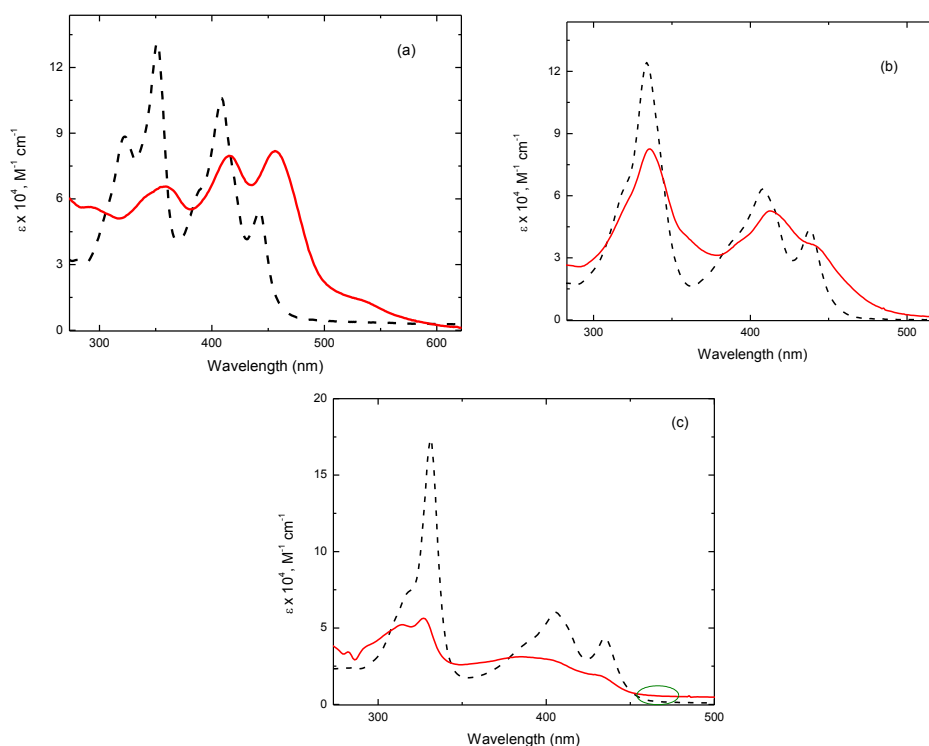 (a)
12
9
6
3
0
ε x 10⁴, M⁻¹ cm⁻¹
300 400 500 600
Wavelength (nm)
(b)
12
9
6
3
0
ε x 10⁴, M⁻¹ cm⁻¹
300 400 500
Wavelength (nm)
(c)
20
15
10
5
0
ε x 10⁴, M⁻¹ cm⁻¹
300 400 500
Wavelength (nm)